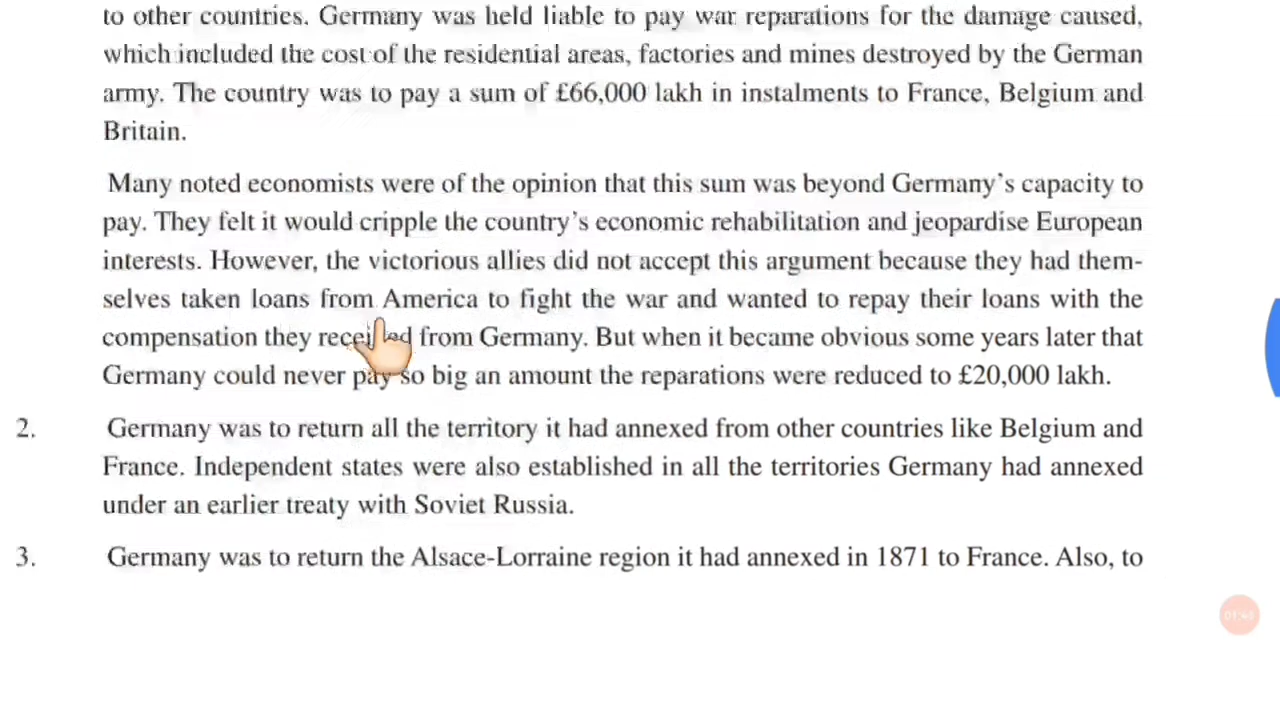 to other countries. Germany was held liable to pay war reparations for the damage caused,
which included the cost of the residential areas, factories and mines destroyed by the German
army. The country was to pay a sum of £66,000 lakh in instalments to France, Belgium and
Britain.
Many noted economists were of the opinion that this sum was beyond Germany's capacity to
pay. They felt it would cripple the country's economic rehabilitation and jeopardise European
interests. However, the victorious allies did not accept this argument because they had them-
selves taken loans from America to fight the war and wanted to repay their loans with the
compensation they received from Germany. But when it became obvious some years later that
Germany could never pay so big an amount the reparations were reduced to £20,000 lakh.
2. Germany was to return all the territory it had annexed from other countries like Belgium and
France. Independent states were also established in all the territories Germany had annexed
under an earlier treaty with Soviet Russia.
3. Germany was to return the Alsace-Lorraine region it had annexed in 1871 to France. Also, to